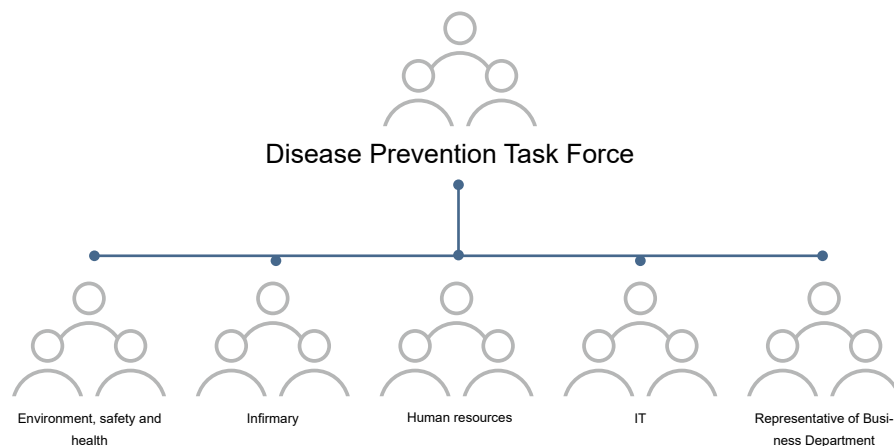 Disease Prevention Task Force
Environment, safety and
health
Infirmary
Human resources
IT
Representative of Busi-
ness Department